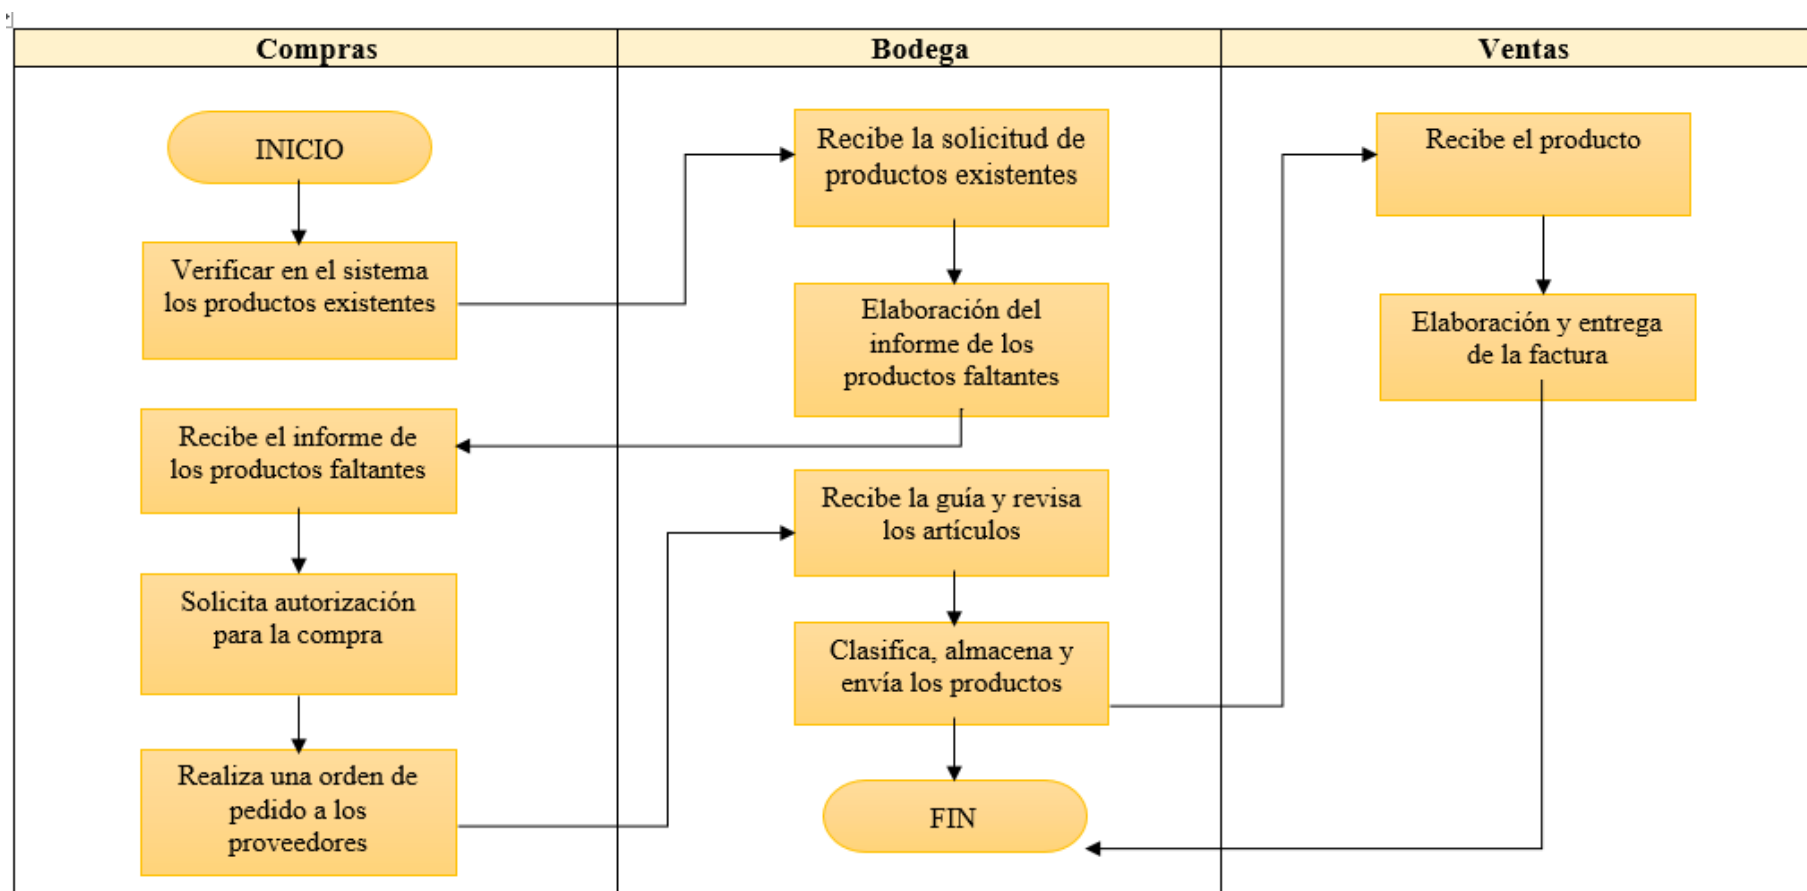 Compras
Bodega
Ventas
INICIO
Verificar en el sistema
los productos existentes
Recibe el informe de
los productos faltantes
Solicita autorización
para la compra
Realiza una orden de
pedido a los
proveedores
Recibe la solicitud de
productos existentes
Elaboración del
informe de los
productos faltantes
Recibe la guía y revisa
los artículos
Clasifica, almacena y
envía los productos
FIN
Recibe el producto
Elaboración y entrega
de la factura